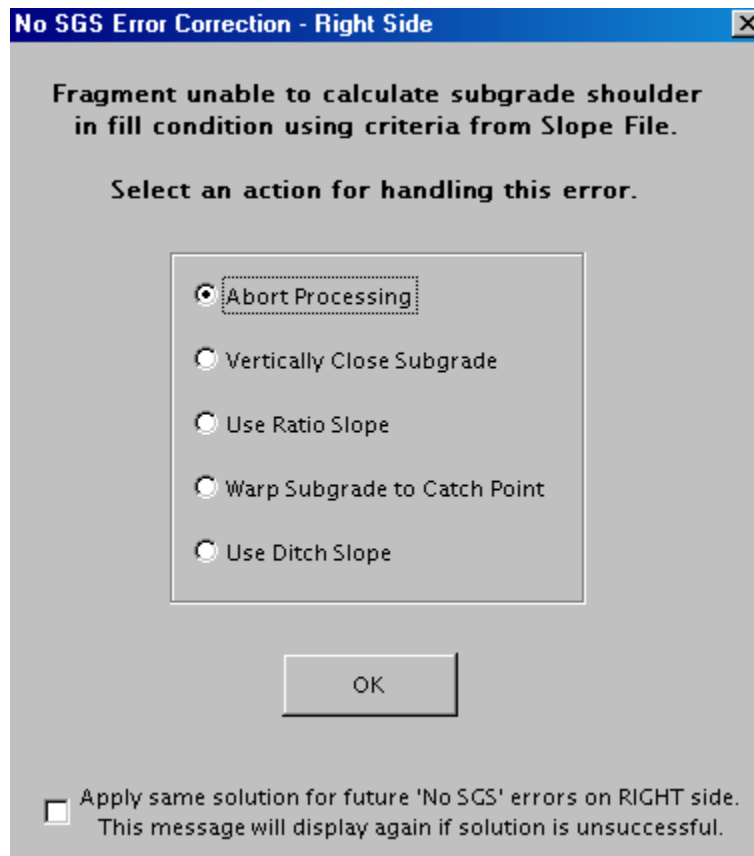 No SGS Error Correction - Right Side
Fragment unable to calculate subgrade shoulder
in fill condition using criteria from Slope File.
Select an action for handling this error.
Abort Processing
Vertically Close Subgrade
Use Ratio Slope
Warp Subgrade to Catch Point
Use Ditch Slope
OK
Apply same solution for future 'No SGS' errors on RIGHT side.
This message will display again if solution is unsuccessful.